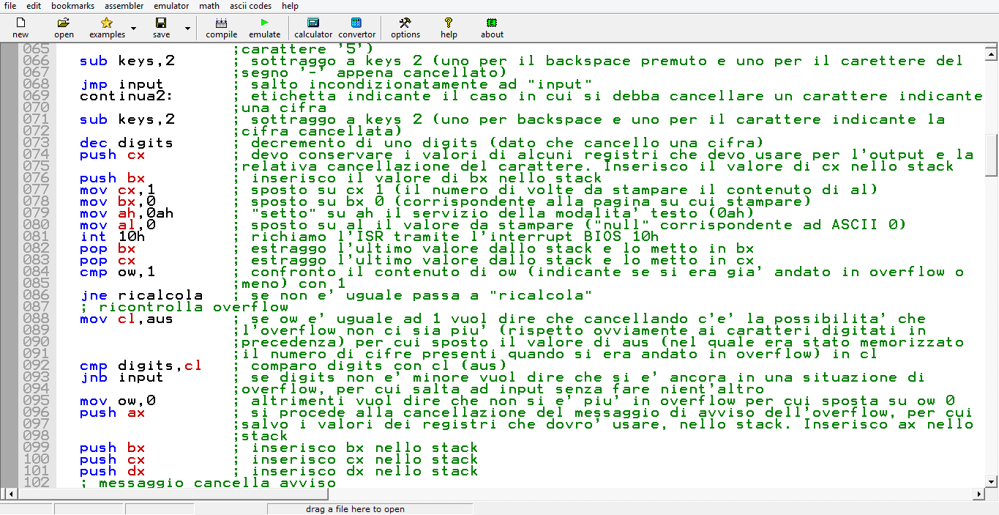 file edit bookmarks assembler emulator math ascii codes help
new open examples save compile emulate calculator convertor options help about
065 ;carattere '5')
066 sub keys,2 ; sottraggo a keys 2 (uno per il backspace premuto e uno per il carettere del
067 ;segno '-' appena cancellato)
068 jmp input ; salto incondizionatamente ad "input"
069 continua2: ; etichetta indicante il caso in cui si debba cancellare un carattere indicante
070 ;una cifra
071 sub keys,2 ; sottraggo a keys 2 (uno per backspace e uno per il carattere indicante la
072 ;cifra cancellata)
073 dec digits ; decremento di uno digits (dato che cancello una cifra)
074 push cx ; devo conservare i valori di alcuni registri che devo usare per l'output e la
075 ;relativa cancellazione del carattere. Inserisco il valore di cx nello stack
076 push bx ; inserisco il valore di bx nello stack
077 mov cx,1 ; sposto su cx 1 (il numero di volte da stampare il contenuto di al)
078 mov bx,0 ; sposto su bx 0 (corrispondente alla pagina su cui stampare)
079 mov ah,0ah ; "setto" su ah il servizio della modalita' testo (0ah)
080 mov al,0 ; sposto su al il valore da stampare ("null" corrispondente ad ASCII 0)
081 int 10h ; richiamo l'ISR tramite l'interrupt BIOS 10h
082 pop bx ; estraggo l'ultimo valore dallo stack e lo metto in bx
083 pop cx ; estraggo l'ultimo valore dallo stack e lo metto in cx
084 cmp ow,1 ; confronto il contenuto di ow (indicante se si era gia' andato in overflow o
085 ;meno) con 1
086 jne ricalcola ; se non e' uguale passa a "ricalcola"
087 ; ricontrolla overflow
088 mov cl,aus ; se ow e' uguale ad 1 vuol dire che cancellando c'e' la possibilita' che
089 ;l'overflow non ci sia piu' (rispetto ovviamente ai caratteri digitati in
090 ;precedenza) per cui sposto il valore di aus (nel quale era stato memorizzato
091 ;il numero di cifre presenti quando si era andato in overflow) in cl
092 cmp digits,cl ; comparo digits con cl (aus)
093 jnb input ; se digits non e' minore vuol dire che si e' ancora in una situazione di
094 ;overflow, per cui salta ad input senza fare nient'altro
095 mov ow,0 ; altrimenti vuol dire che non si e' piu' in overflow per cui sposta su ow 0
096 push ax ; si procede alla cancellazione del messaggio di avviso dell'overflow, per cui
097 ;salvo i valori dei registri che dovro' usare, nello stack. Inserisco ax nello
098 ;stack
099 push bx ; inserisco bx nello stack
100 push cx ; inserisco cx nello stack
101 push dx ; inserisco dx nello stack
102 ; messaggio cancella avviso
drag a file here to open